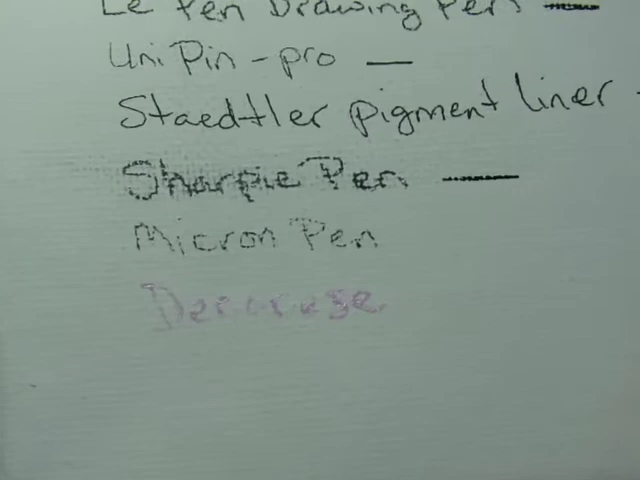 Le Pen Drawing Pen
Uni Pin - pro —
Staedtler pigment liner -
Sharpie Pen —
Micron Pen